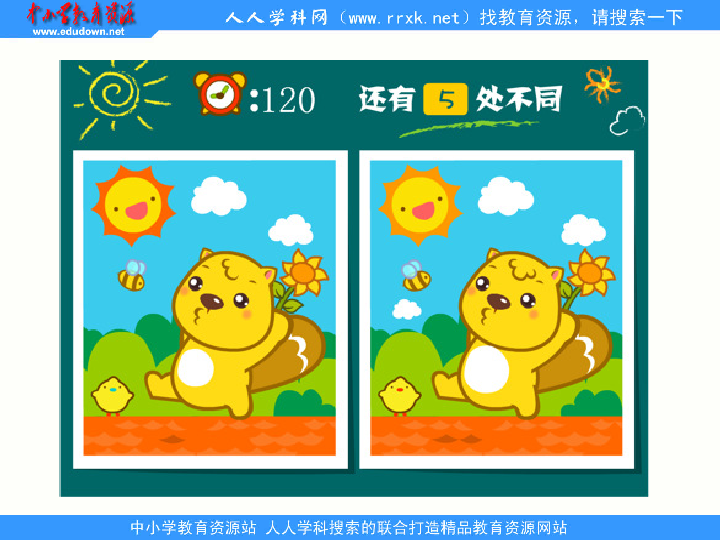 中小学教育资源
www.edudown.net
人人学科网（www.rrxk.net）找教育资源，请搜索一下
:120
还有 5 处不同
中小学教育资源站 人人学科搜索的联合打造精品教育资源网站